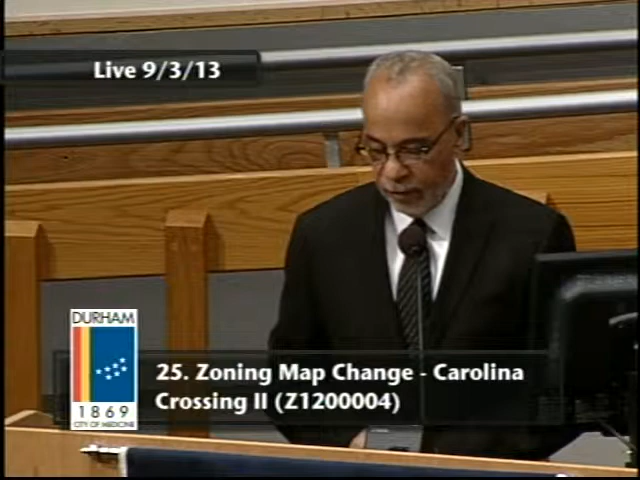 Live 9/3/13
DURHAM
1869
CITY OF MEDICINE
25. Zoning Map Change - Carolina
Crossing II (Z1200004)